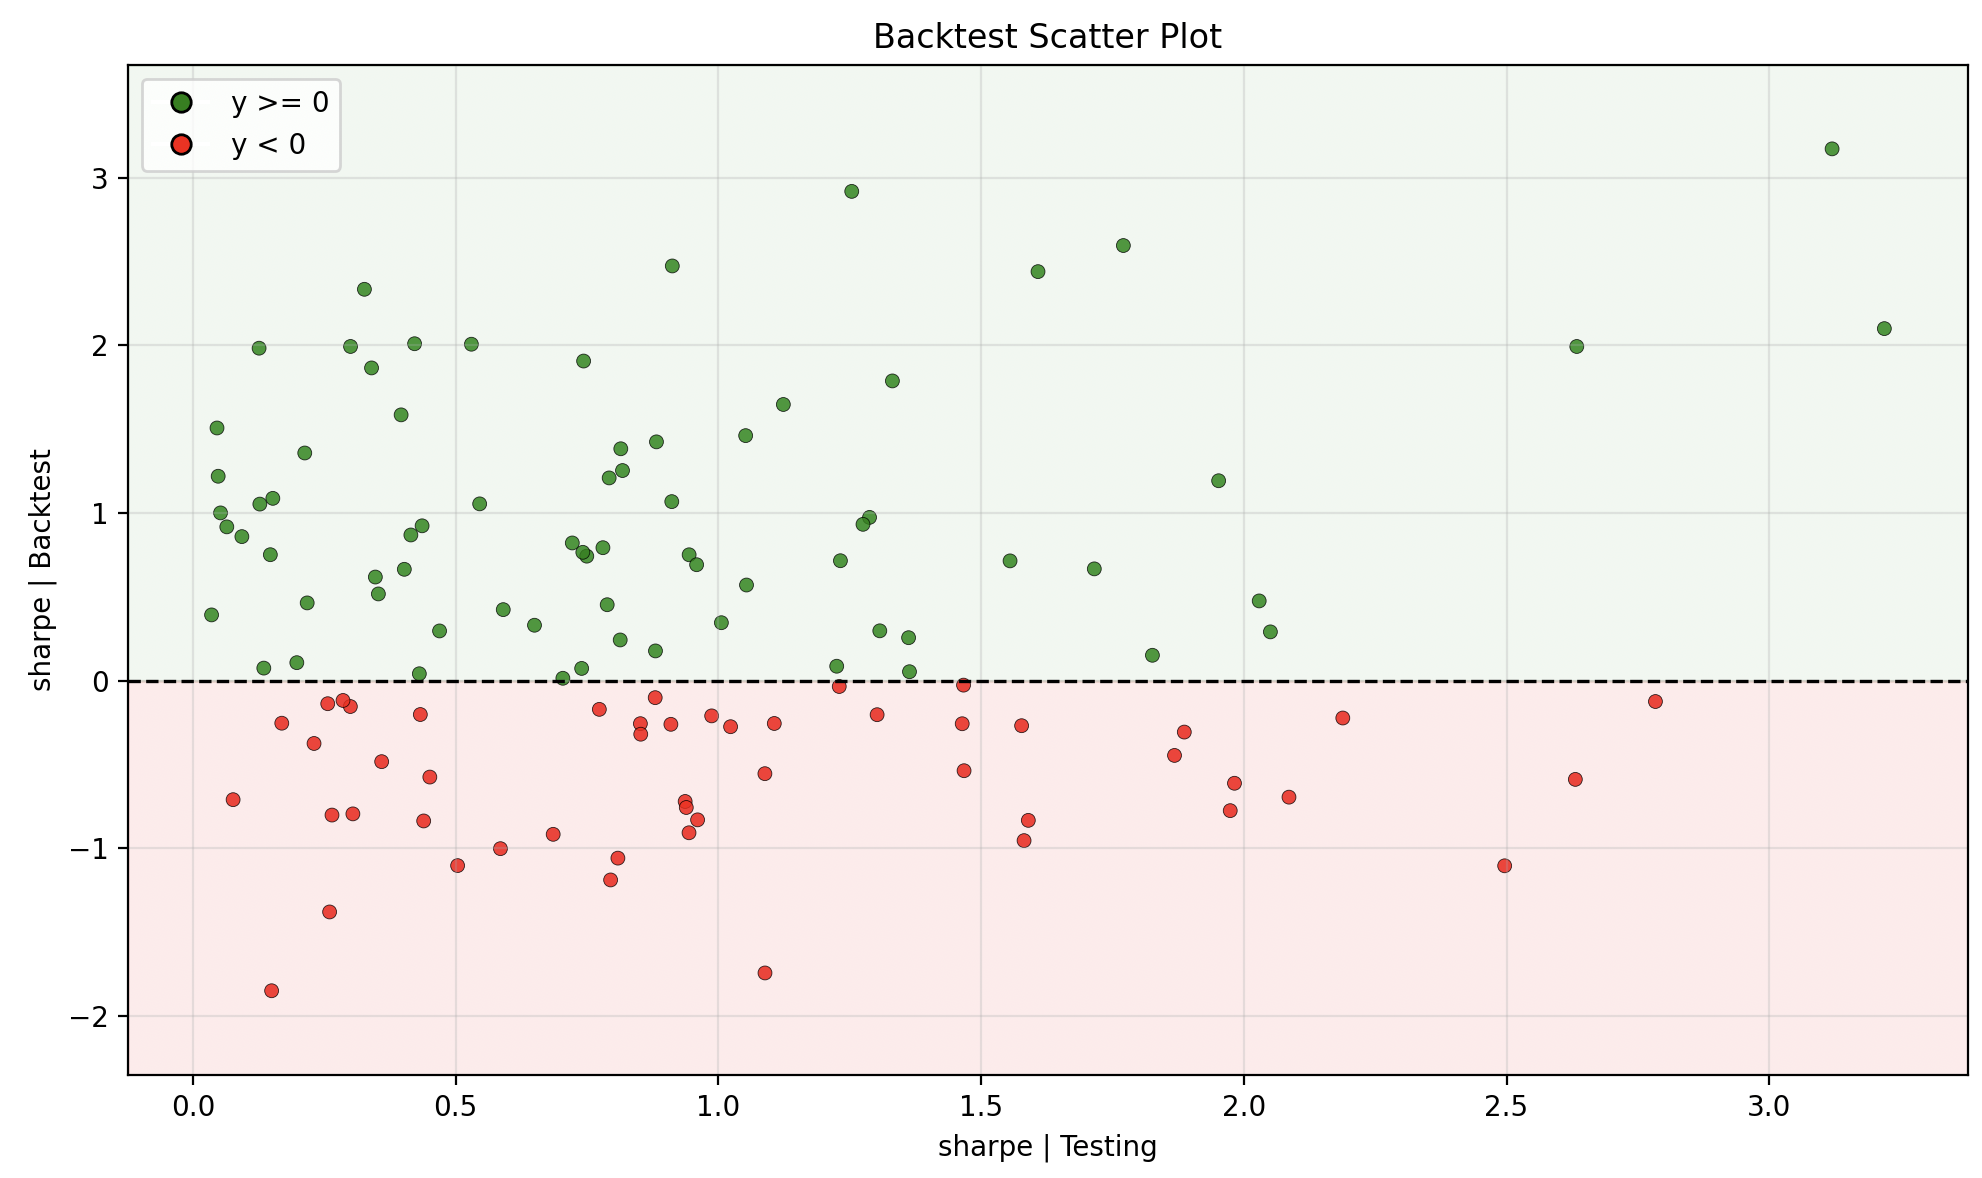 Backtest Scatter Plot
y >= 0
y < 0
3
2
1
0
−1
−2
sharpe | Backtest
0.0 0.5 1.0 1.5 2.0 2.5 3.0
sharpe | Testing